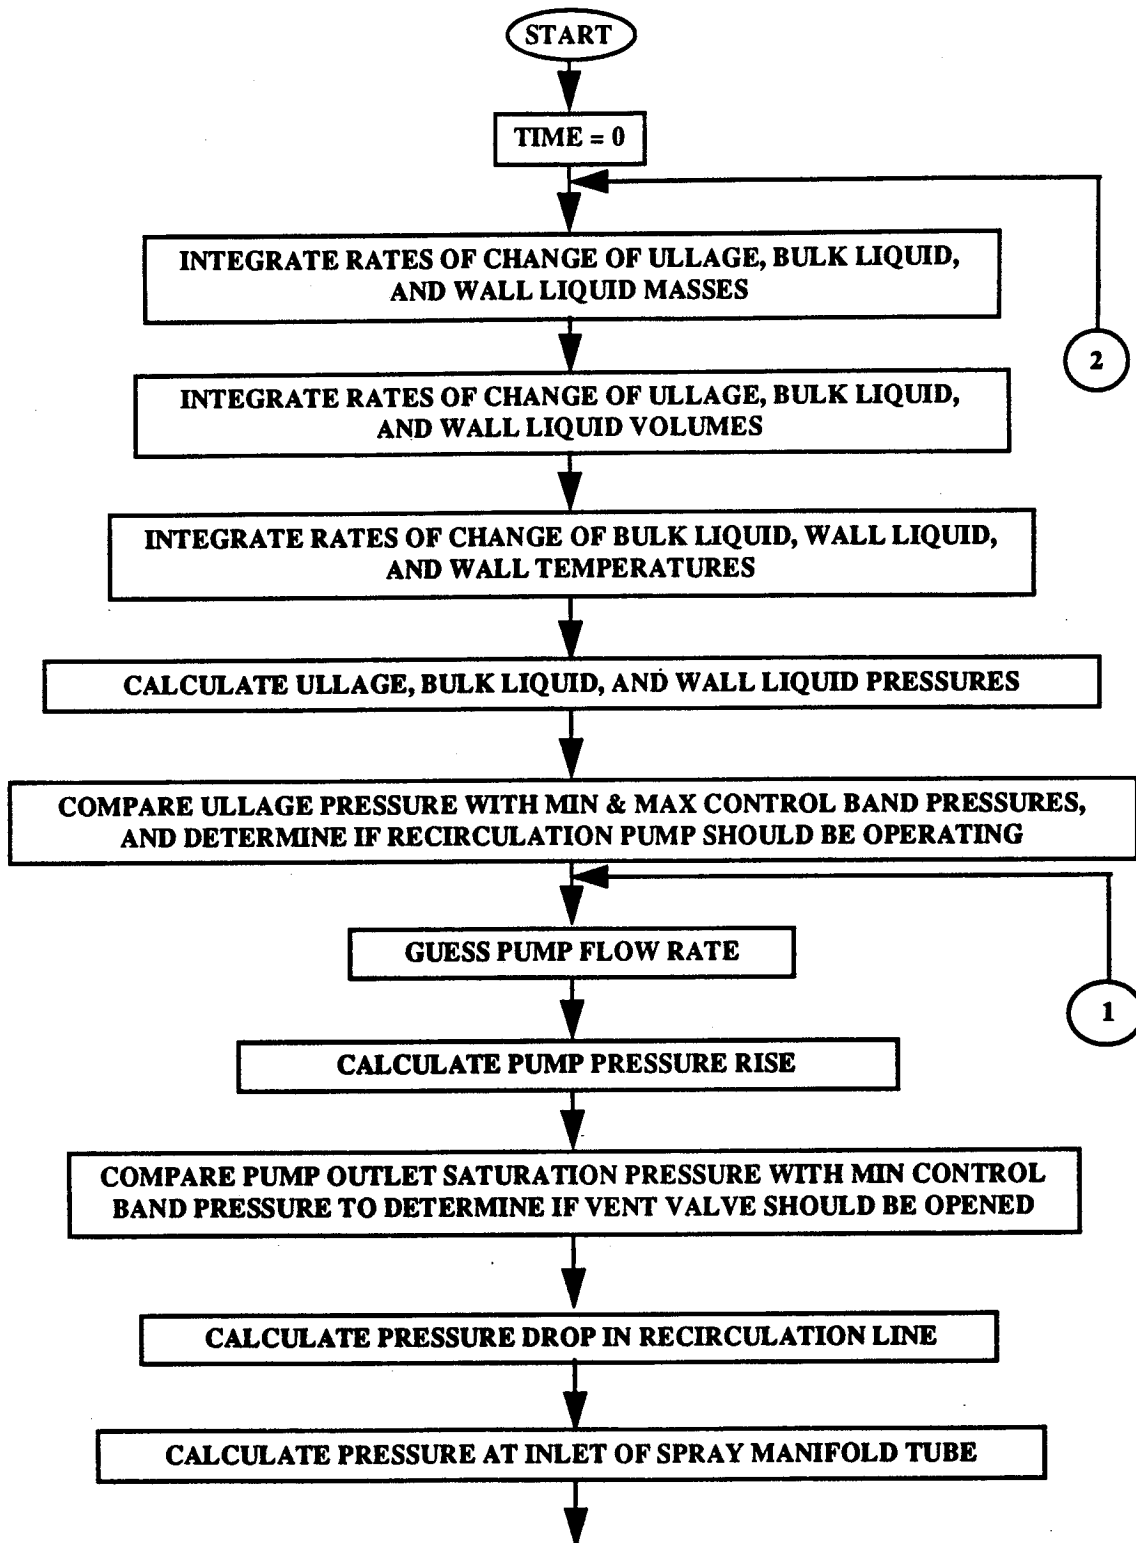 START
TIME = 0
INTEGRATE RATES OF CHANGE OF ULLAGE, BULK LIQUID,
AND WALL LIQUID MASSES
2
INTEGRATE RATES OF CHANGE OF ULLAGE, BULK LIQUID,
AND WALL LIQUID VOLUMES
INTEGRATE RATES OF CHANGE OF BULK LIQUID, WALL LIQUID,
AND WALL TEMPERATURES
CALCULATE ULLAGE, BULK LIQUID, AND WALL LIQUID PRESSURES
COMPARE ULLAGE PRESSURE WITH MIN & MAX CONTROL BAND PRESSURES,
AND DETERMINE IF RECIRCULATION PUMP SHOULD BE OPERATING
GUESS PUMP FLOW RATE
1
CALCULATE PUMP PRESSURE RISE
COMPARE PUMP OUTLET SATURATION PRESSURE WITH MIN CONTROL
BAND PRESSURE TO DETERMINE IF VENT VALVE SHOULD BE OPENED
CALCULATE PRESSURE DROP IN RECIRCULATION LINE
CALCULATE PRESSURE AT INLET OF SPRAY MANIFOLD TUBE